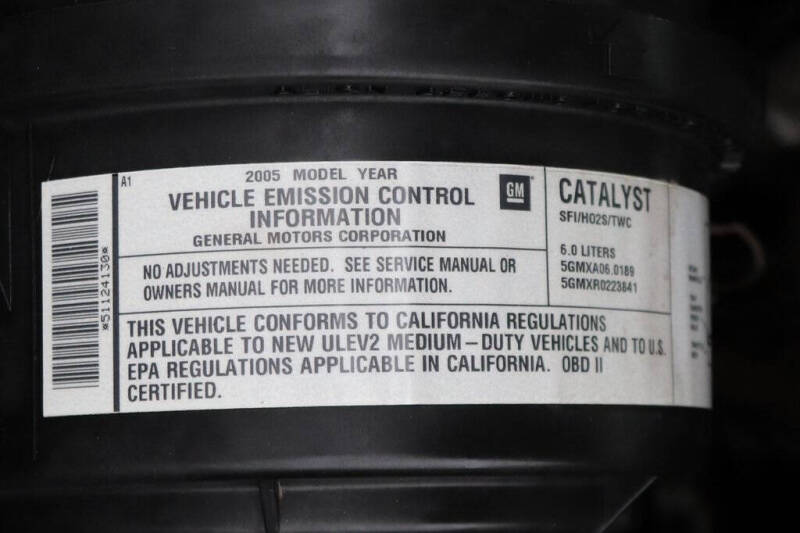 *51124130*
A1
2005 MODEL YEAR
VEHICLE EMISSION CONTROL
INFORMATION
GENERAL MOTORS CORPORATION
GM
CATALYST
SFI/HO2S/TWC
6.0 LITERS
5GMXA06.0189
5GMXR0223841
NO ADJUSTMENTS NEEDED. SEE SERVICE MANUAL OR
OWNERS MANUAL FOR MORE INFORMATION.
THIS VEHICLE CONFORMS TO CALIFORNIA REGULATIONS
APPLICABLE TO NEW ULEV2 MEDIUM-DUTY VEHICLES AND TO U.S.
EPA REGULATIONS APPLICABLE IN CALIFORNIA. OBD II
CERTIFIED.